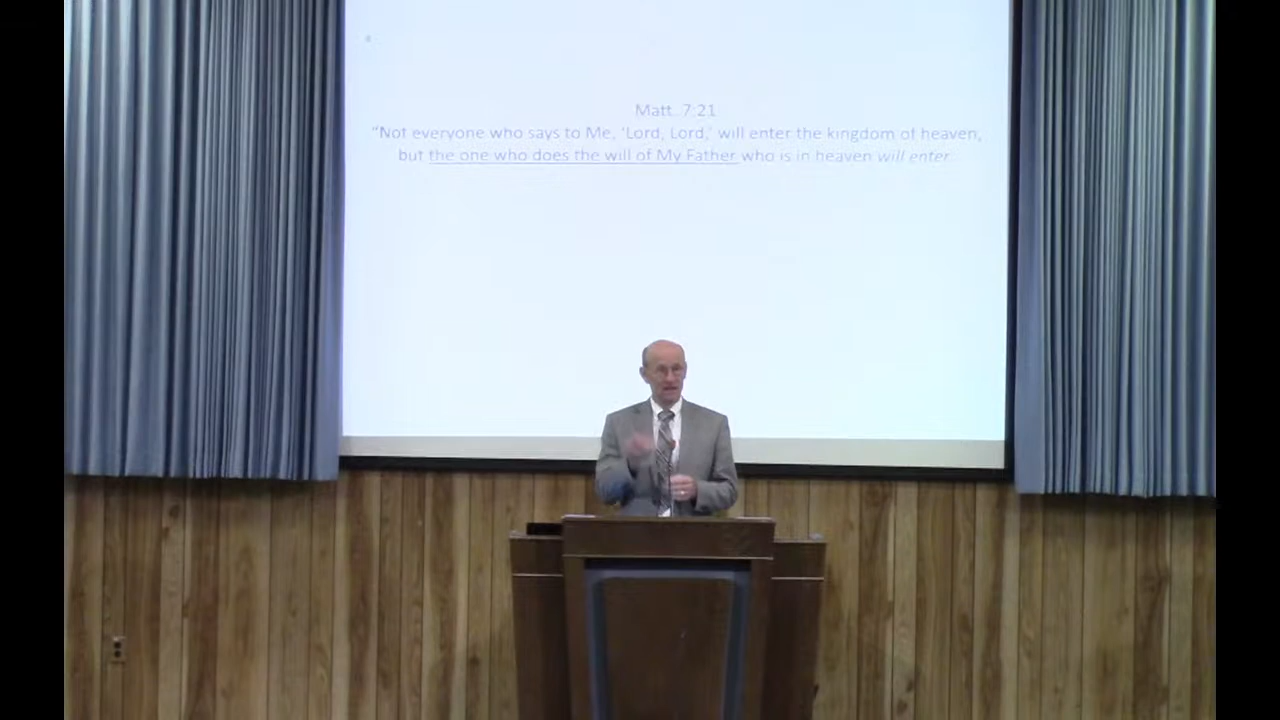 Matt. 7:21
“Not everyone who says to Me, ‘Lord, Lord,’ will enter the kingdom of heaven,
but the one who does the will of My Father who is in heaven will enter.